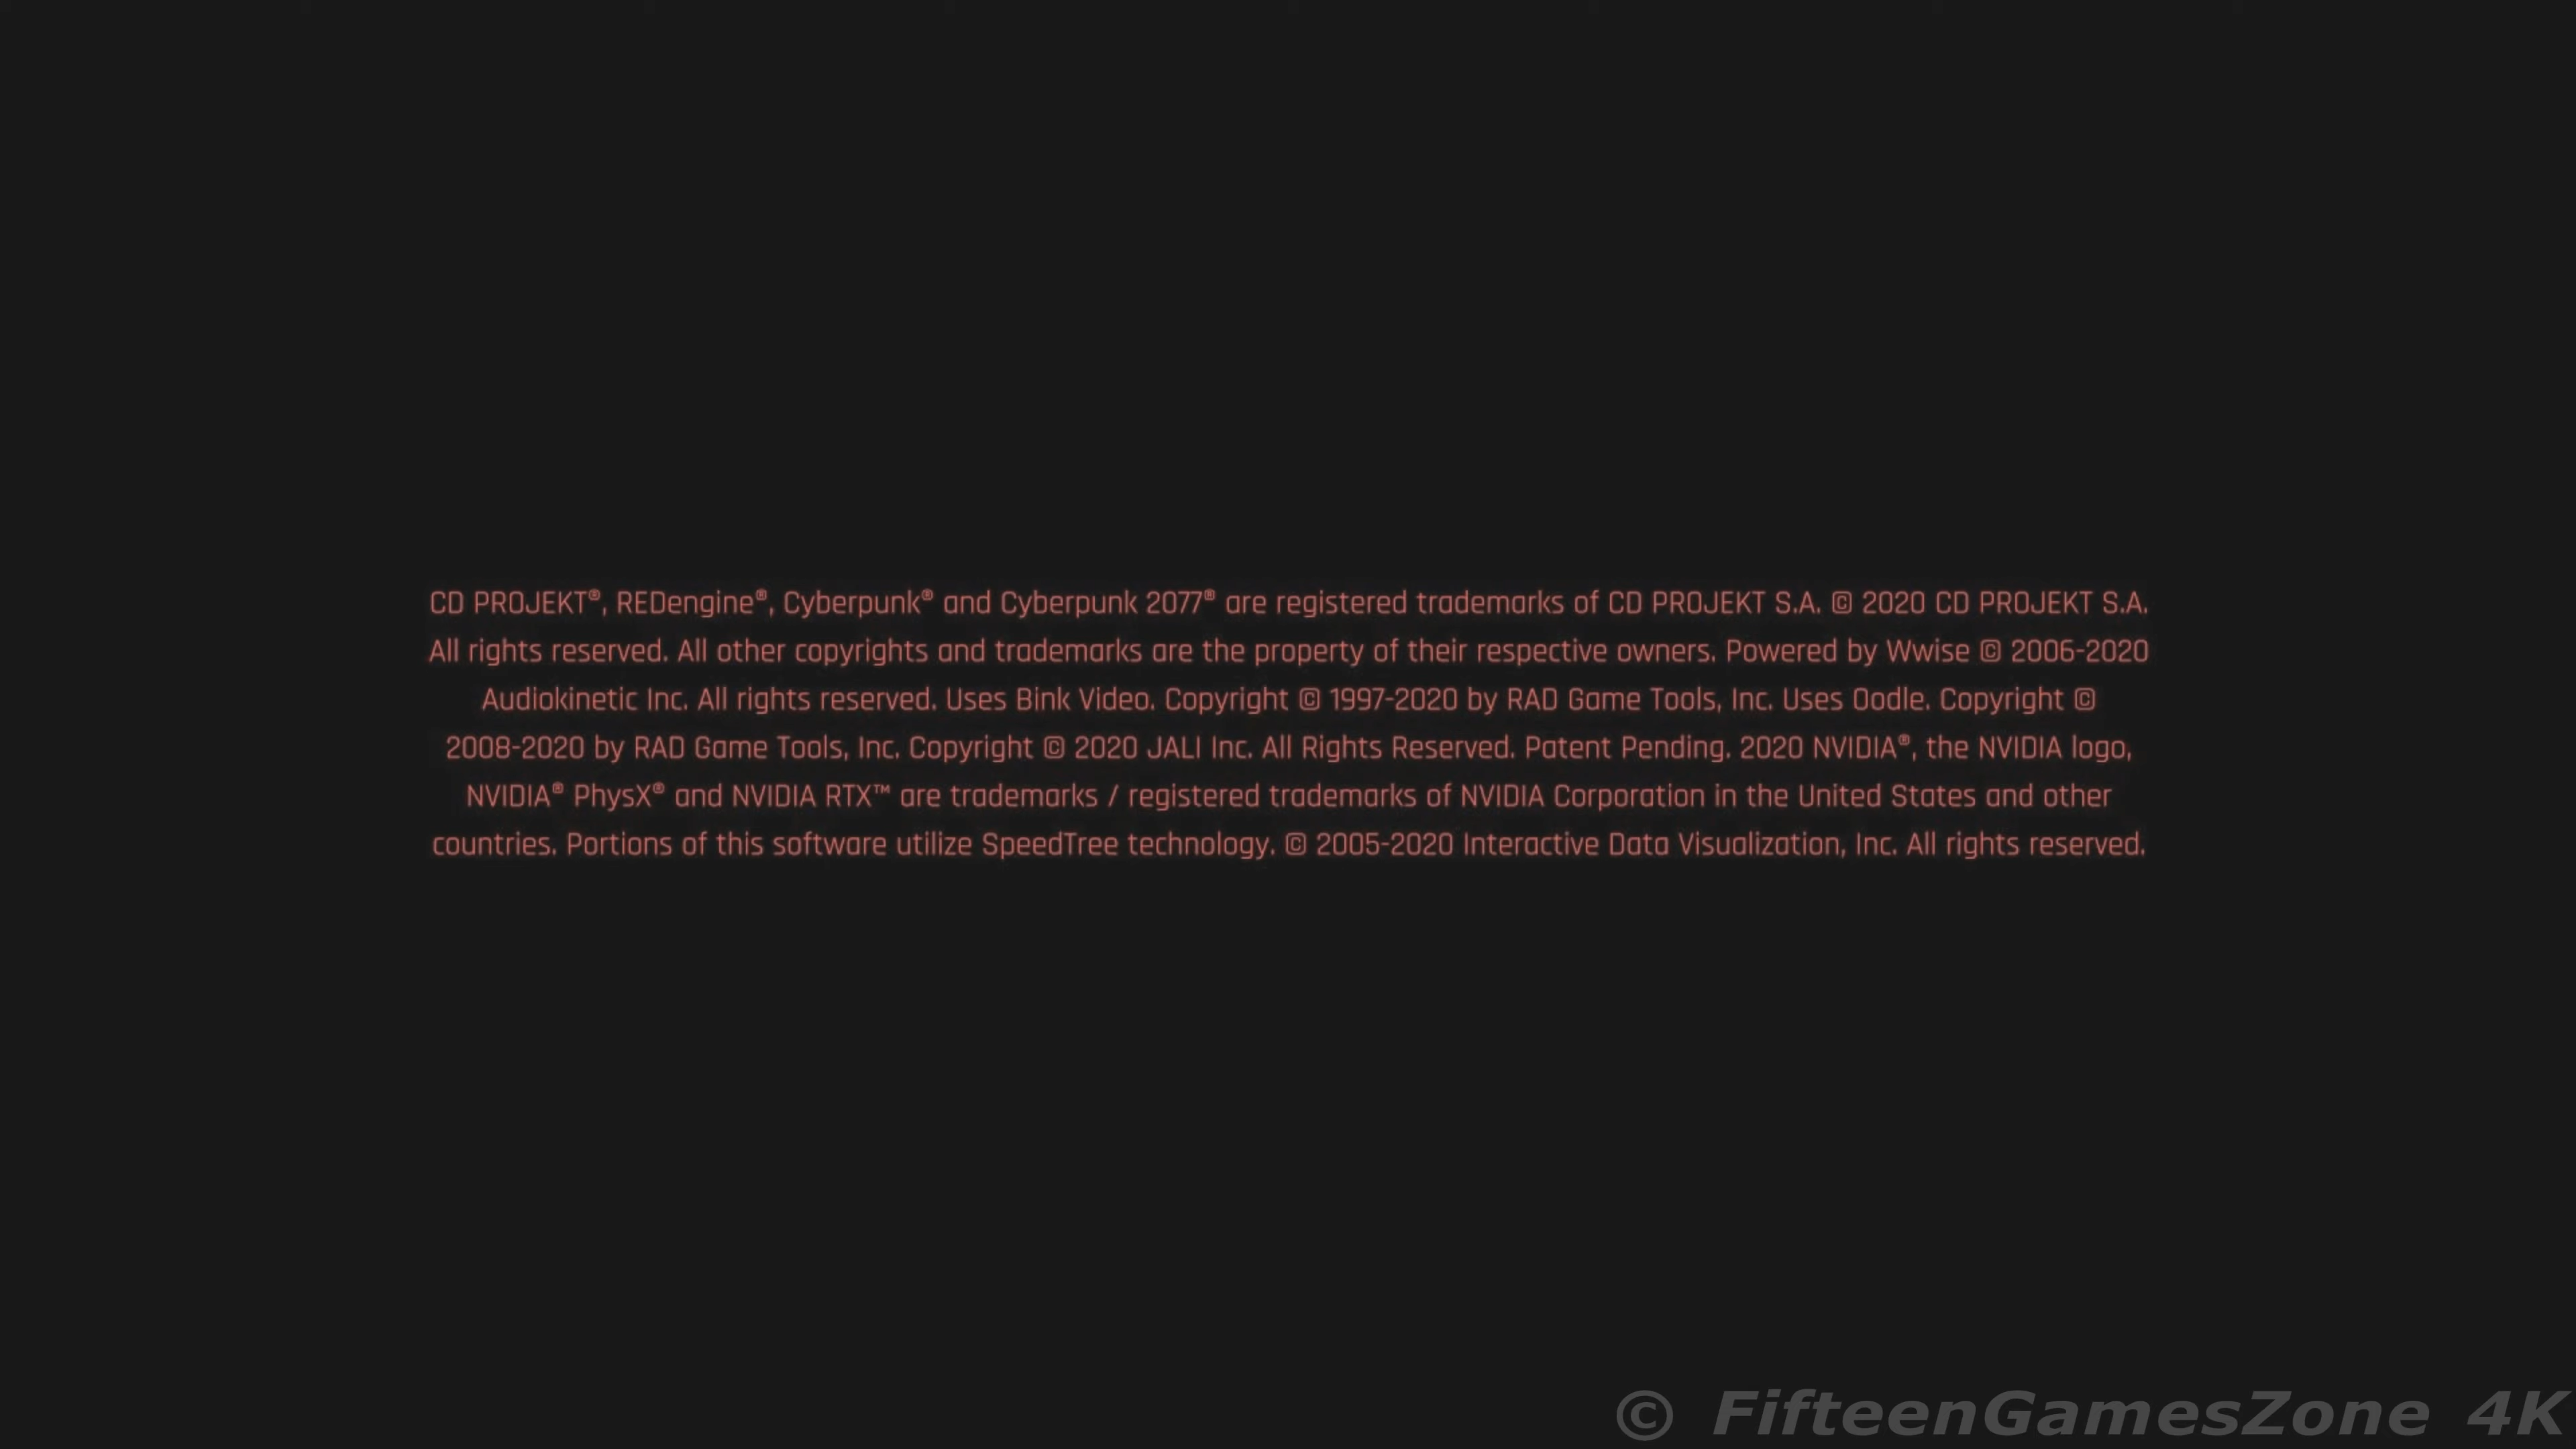 CD PROJEKT®, REDengine®, Cyberpunk® and Cyberpunk 2077® are registered trademarks of CD PROJEKT S.A. © 2020 CD PROJEKT S.A.
All rights reserved. All other copyrights and trademarks are the property of their respective owners. Powered by Wwise © 2006-2020
Audiokinetic Inc. All rights reserved. Uses Bink Video. Copyright © 1997-2020 by RAD Game Tools, Inc. Uses Oodle. Copyright ©
2008-2020 by RAD Game Tools, Inc. Copyright © 2020 JALI Inc. All Rights Reserved. Patent Pending. 2020 NVIDIA®, the NVIDIA logo,
NVIDIA® PhysX® and NVIDIA RTX™ are trademarks / registered trademarks of NVIDIA Corporation in the United States and other
countries. Portions of this software utilize SpeedTree technology. © 2005-2020 Interactive Data Visualization, Inc. All rights reserved.
© FifteenGamesZone 4K